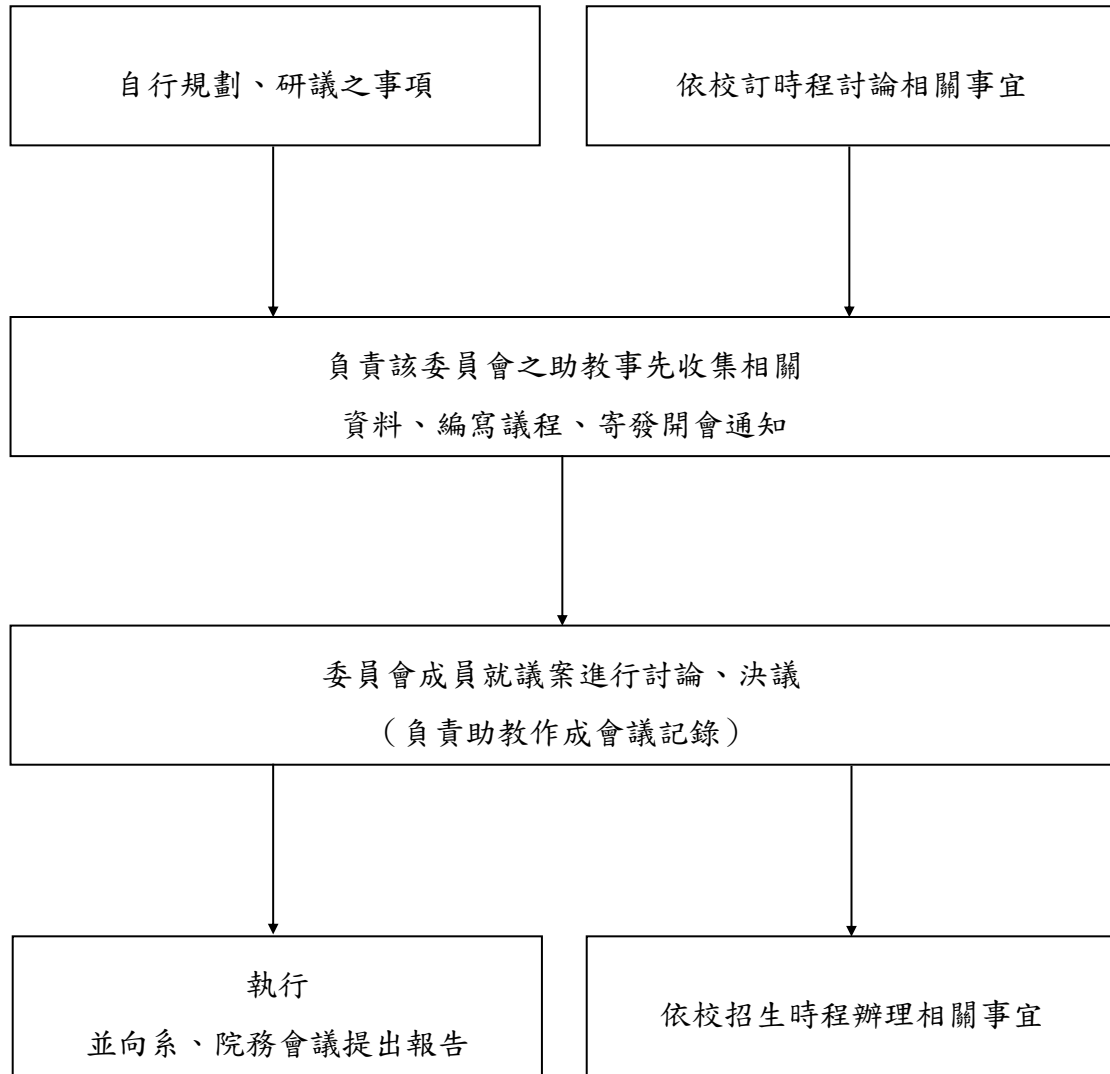 自行規劃、研議之事項
依校訂時程討論相關事宜
負責該委員會之助教事先收集相關
資料、編寫議程、寄發開會通知
委員會成員就議案進行討論、決議
（負責助教作成會議記錄）
執行
並向系、院務會議提出報告
依校招生時程辦理相關事宜